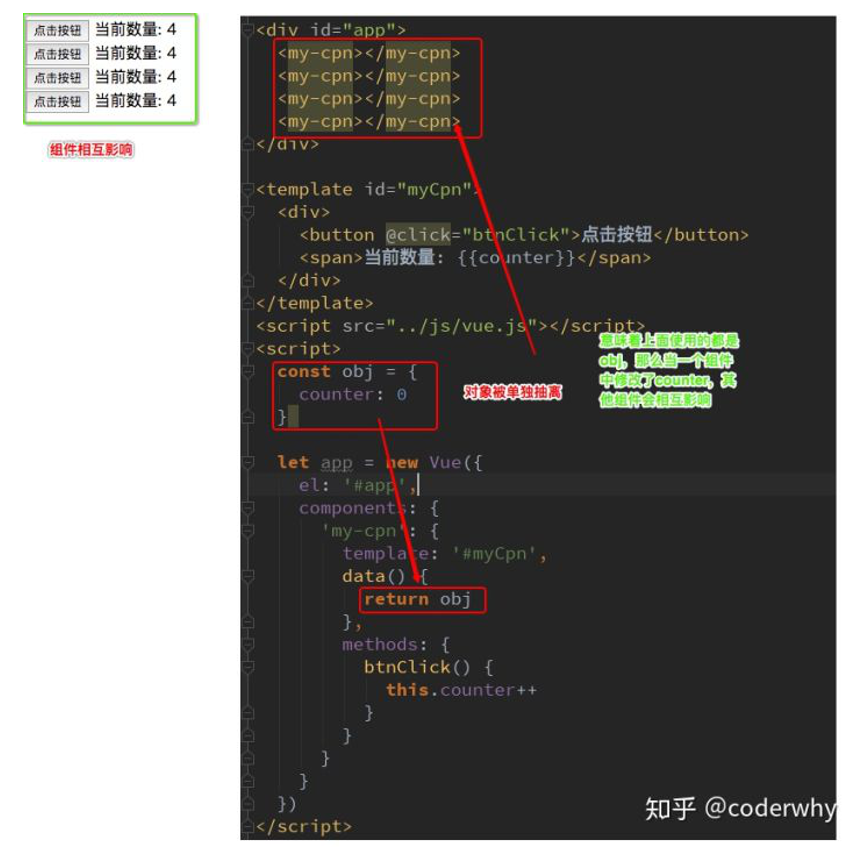 点击按钮 当前数量: 4
点击按钮 当前数量: 4
点击按钮 当前数量: 4
点击按钮 当前数量: 4
组件相互影响
<div id="app">
<my-cpn></my-cpn>
<my-cpn></my-cpn>
<my-cpn></my-cpn>
<my-cpn></my-cpn>
</div>
<template id="myCpn">
<div>
<button @click="btnClick">点击按钮</button>
<span>当前数量: {{counter}}</span>
</div>
</template>
<script src="../js/vue.js"></script>
<script>
const obj = {
counter: 0
}
对象被单独抽离
意味着上面使用的都是
obj，那么当一个组件
中修改了counter，其
他组件会相互影响
let app = new Vue({
el: '#app',
components: {
'my-cpn': {
template: '#myCpn',
data() {
return obj
},
methods: {
btnClick() {
this.counter++
}
}
}
}
})
</script>
知乎 @coderwhy